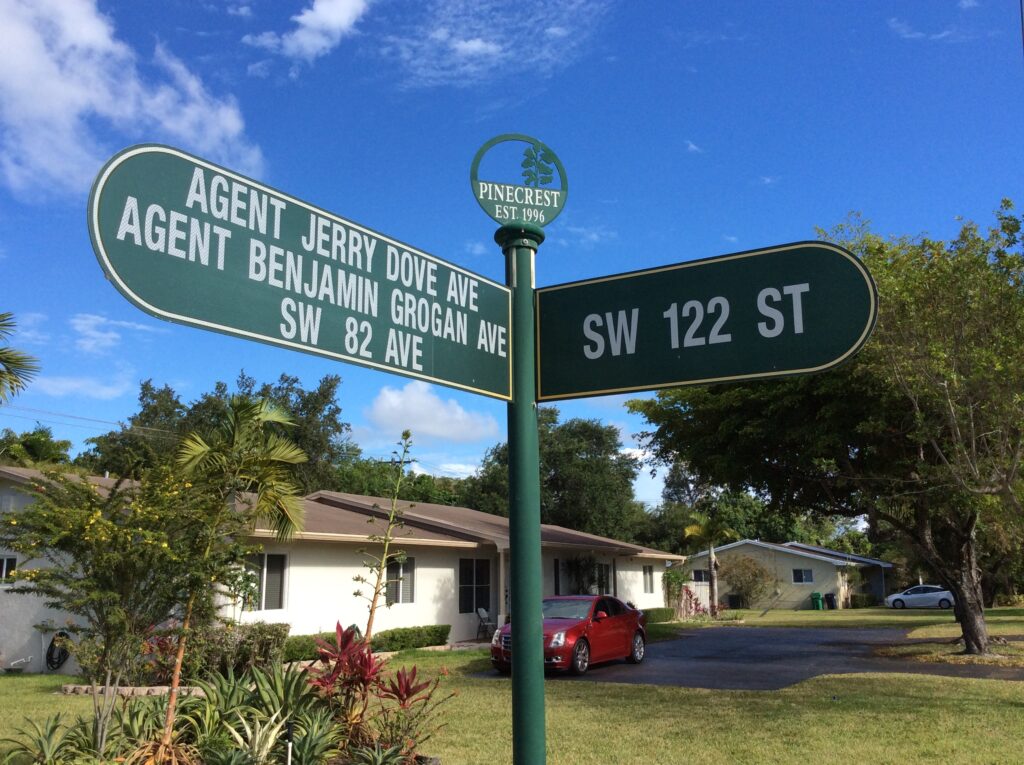 PINECREST
EST. 1996
AGENT JERRY DOVE AVE
AGENT BENJAMIN GROGAN AVE
SW 82 AVE
SW 122 ST